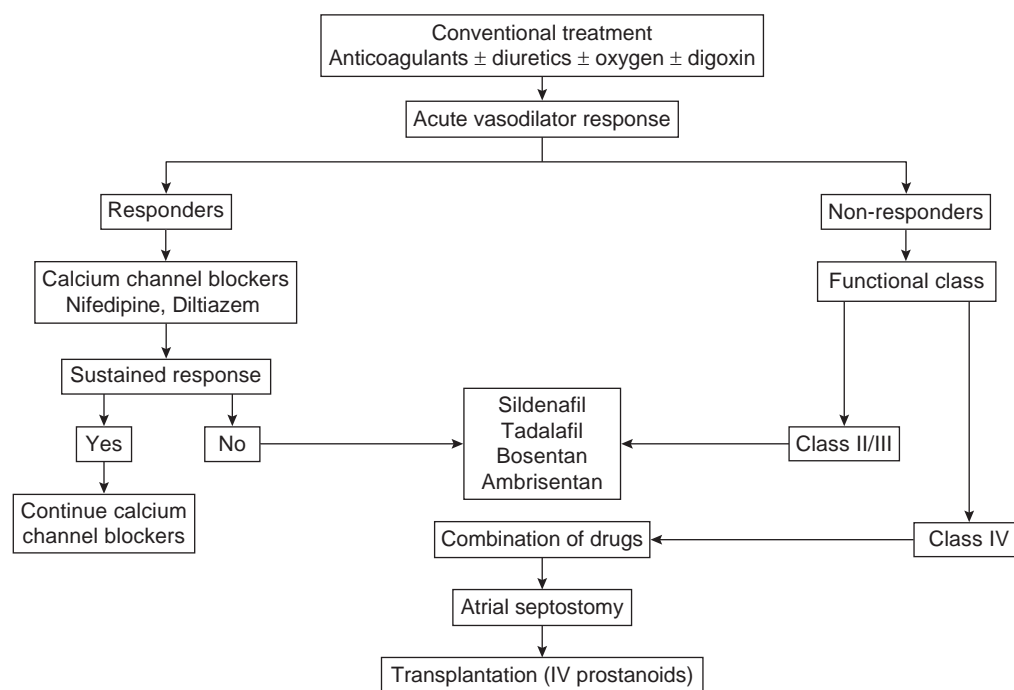 Conventional treatment
Anticoagulants ± diuretics ± oxygen ± digoxin
Acute vasodilator response
Responders
Non-responders
Calcium channel blockers
Nifedipine, Diltiazem
Functional class
Sustained response
Sildenafil
Tadalafil
Bosentan
Ambrisentan
Yes
No
Class II/III
Continue calcium
channel blockers
Combination of drugs
Class IV
Atrial septostomy
Transplantation (IV prostanoids)